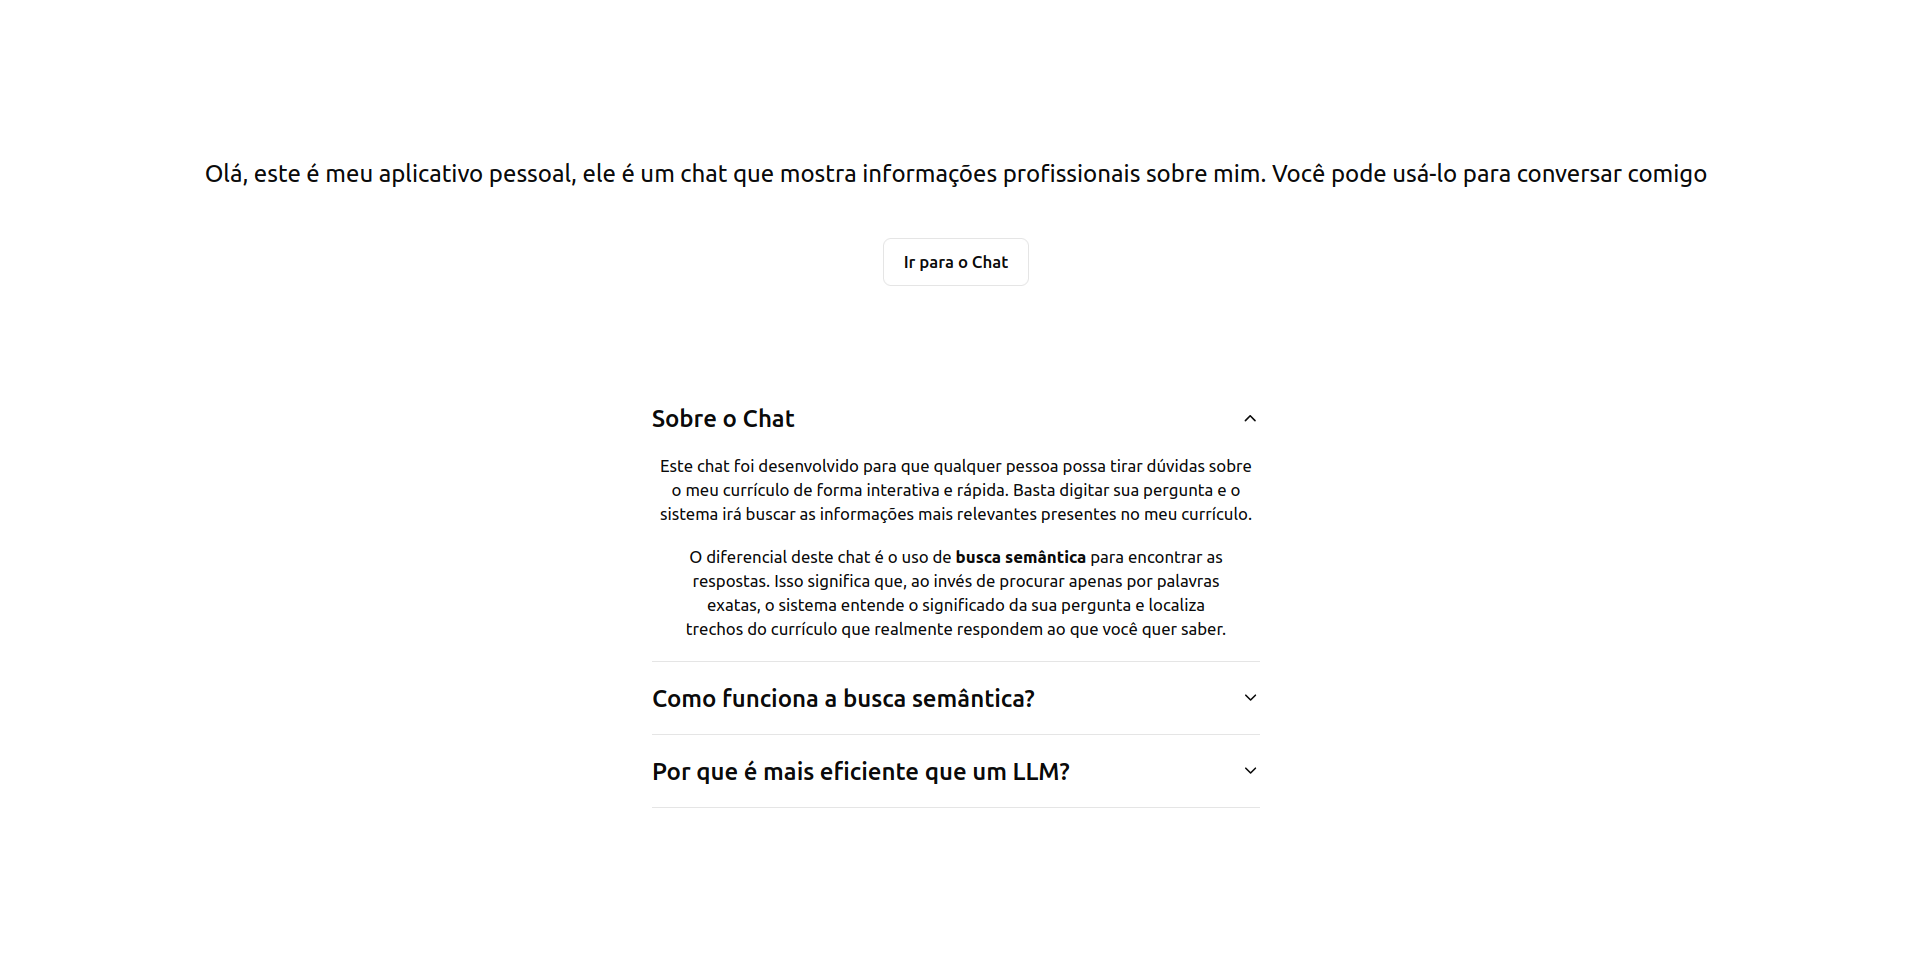 Olá, este é meu aplicativo pessoal, ele é um chat que mostra informações profissionais sobre mim. Você pode usá-lo para conversar comigo
Ir para o Chat
Sobre o Chat
Este chat foi desenvolvido para que qualquer pessoa possa tirar dúvidas sobre
o meu currículo de forma interativa e rápida. Basta digitar sua pergunta e o
sistema irá buscar as informações mais relevantes presentes no meu currículo.
O diferencial deste chat é o uso de busca semântica para encontrar as
respostas. Isso significa que, ao invés de procurar apenas por palavras
exatas, o sistema entende o significado da sua pergunta e localiza
trechos do currículo que realmente respondem ao que você quer saber.
Como funciona a busca semântica?
Por que é mais eficiente que um LLM?